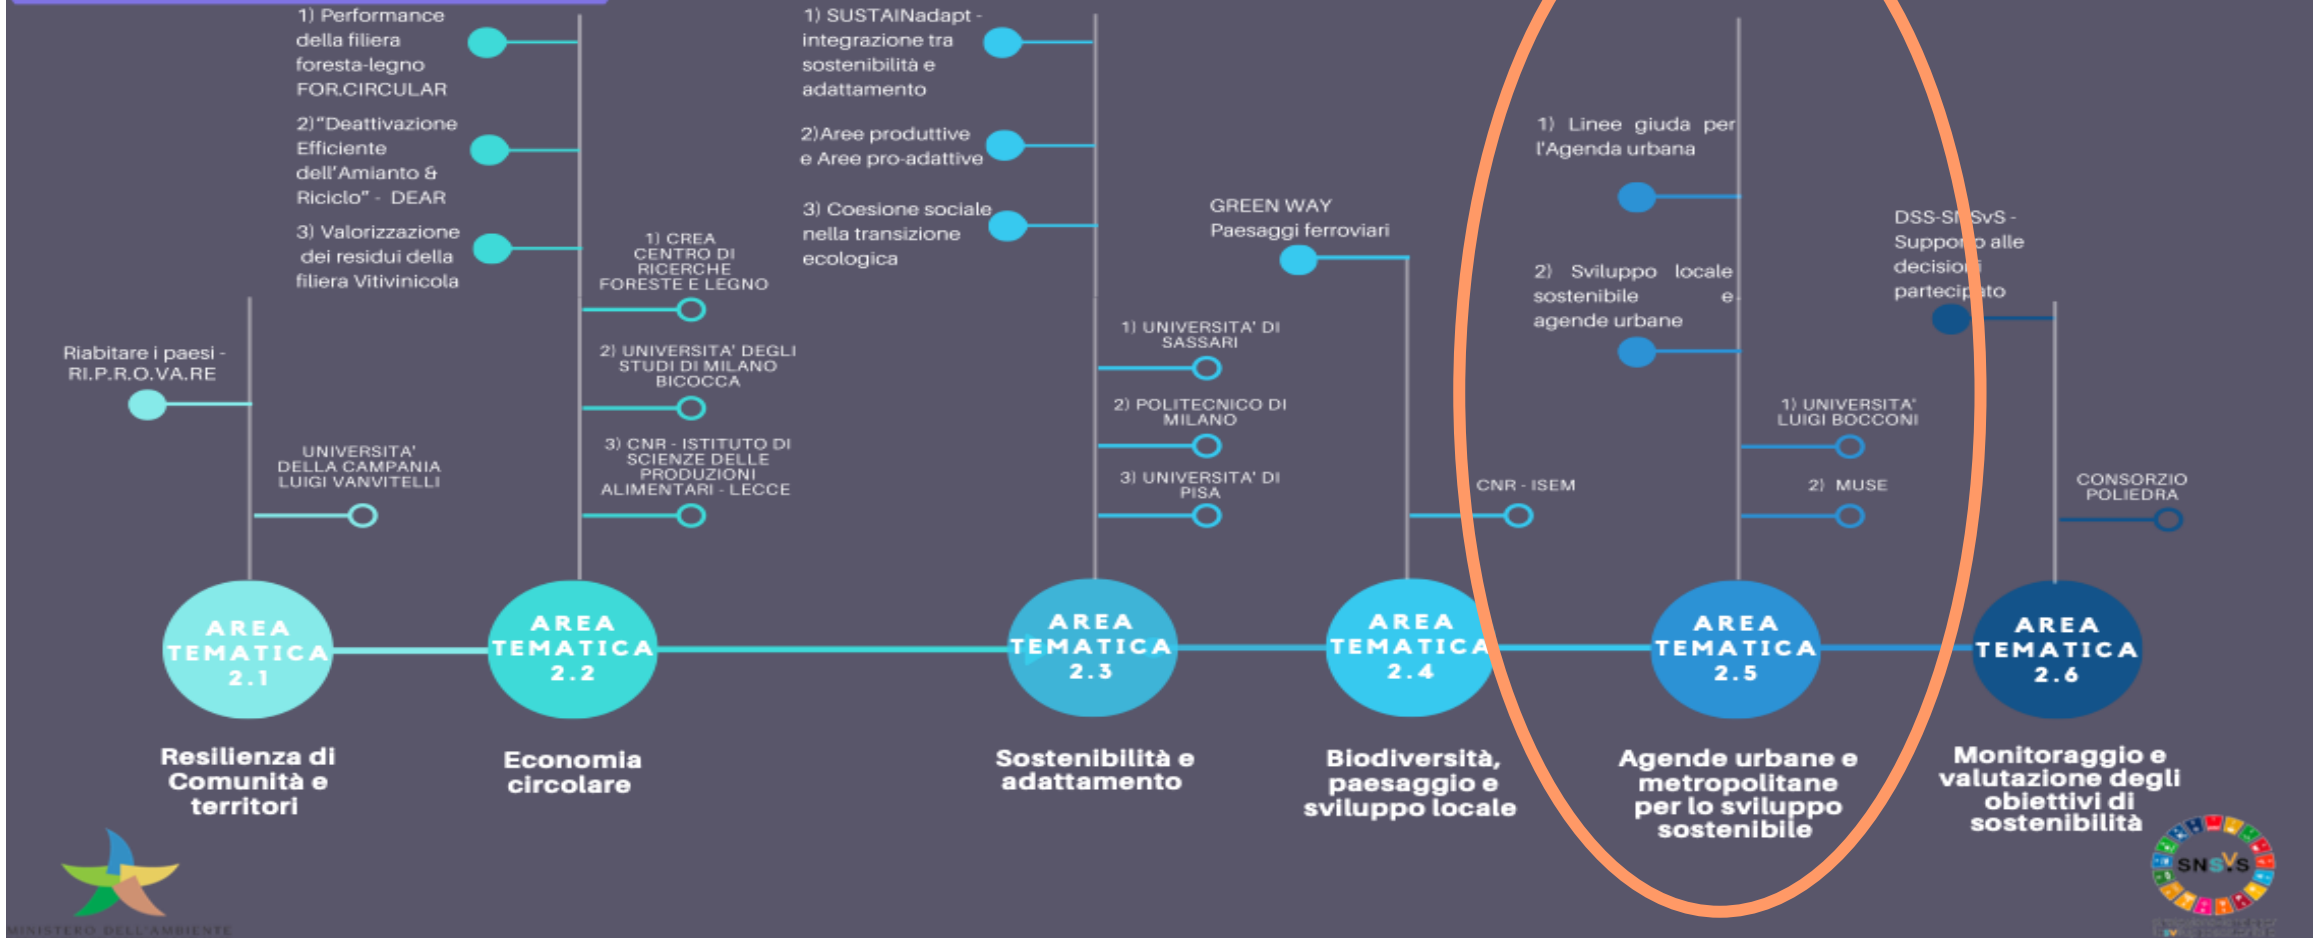 1) Performance
della filiera
foresta-legno
FOR.CIRCULAR
2)"Deattivazione
Efficiente
dell'Amianto &
Riciclo" - DEAR
3) Valorizzazione
dei residui della
filiera Vitivinicola
1) CREA
CENTRO DI
RICERCHE
FORESTE E LEGNO
2) UNIVERSITA' DEGLI
STUDI DI MILANO
BICOCCA
3) CNR - ISTITUTO DI
SCIENZE DELLE
PRODUZIONI
ALIMENTARI - LECCE
Riabitare i paesi -
RI.P.R.O.VA.RE
UNIVERSITA'
DELLA CAMPANIA
LUIGI VANVITELLI
1) SUSTAINadapt -
integrazione tra
sostenibilità e
adattamento
2)Aree produttive
e Aree pro-adattive
3) Coesione sociale
nella transizione
ecologica
1) UNIVERSITA' DI
SASSARI
2) POLITECNICO DI
MILANO
3) UNIVERSITA' DI
PISA
GREEN WAY
Paesaggi ferroviari
CNR - ISEM
1) Linee giuda per
l'Agenda urbana
2) Sviluppo locale
sostenibile e
agende urbane
1) UNIVERSITA'
LUIGI BOCCONI
2) MUSE
DSS-SNSvS -
Supporto alle
decisioni
partecipato
CONSORZIO
POLIEDRA
AREA
TEMATICA
2.1
AREA
TEMATICA
2.2
AREA
TEMATICA
2.3
AREA
TEMATICA
2.4
AREA
TEMATICA
2.5
AREA
TEMATICA
2.6
Resilienza di
Comunità e
territori
Economia
circolare
Sostenibilità e
adattamento
Biodiversità,
paesaggio e
sviluppo locale
Agende urbane e
metropolitane
per lo sviluppo
sostenibile
Monitoraggio e
valutazione degli
obiettivi di
sostenibilità
MINISTERO DELL'AMBIENTE
SNSVS